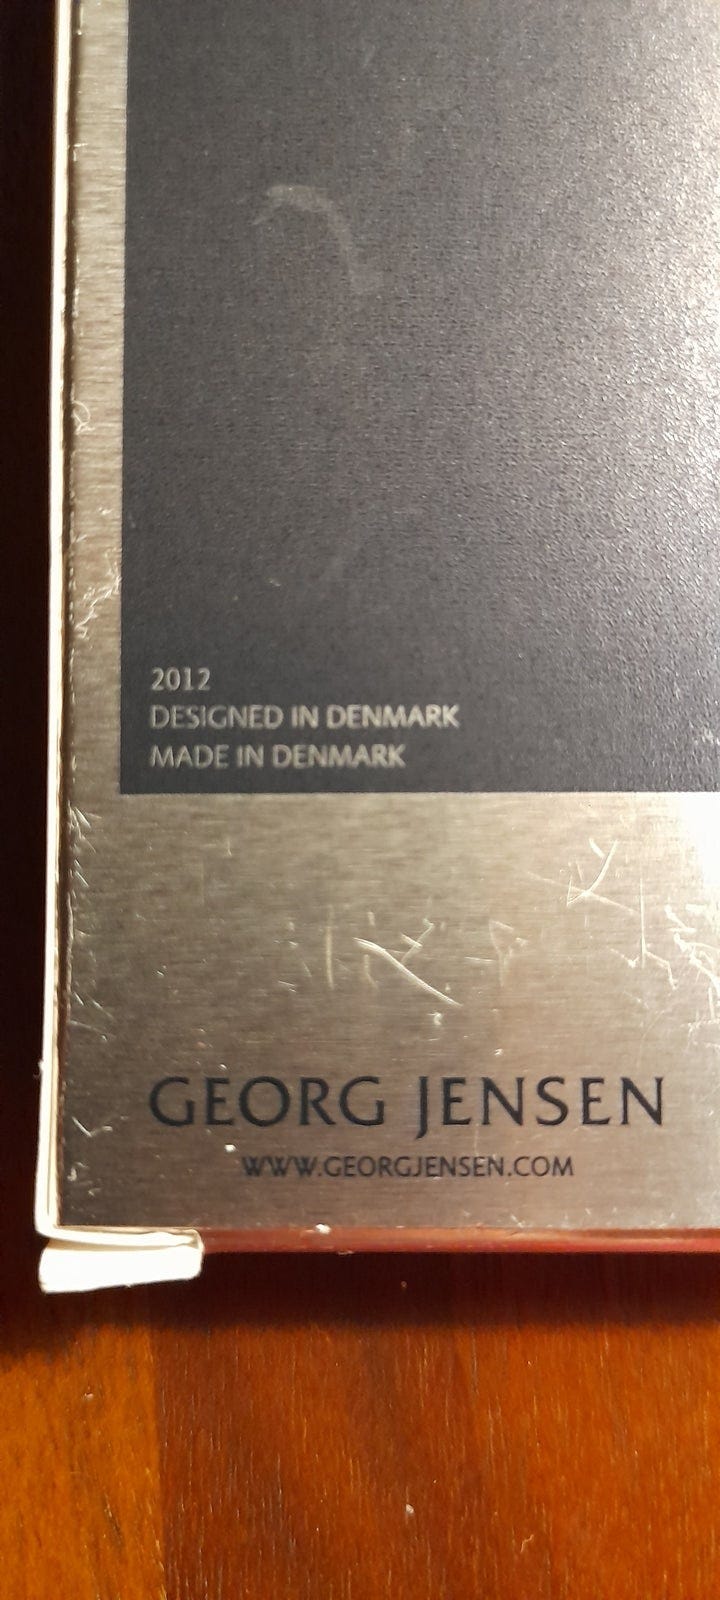 2012
DESIGNED IN DENMARK
MADE IN DENMARK
GEORG JENSEN
WWW.GEORGJENSEN.COM